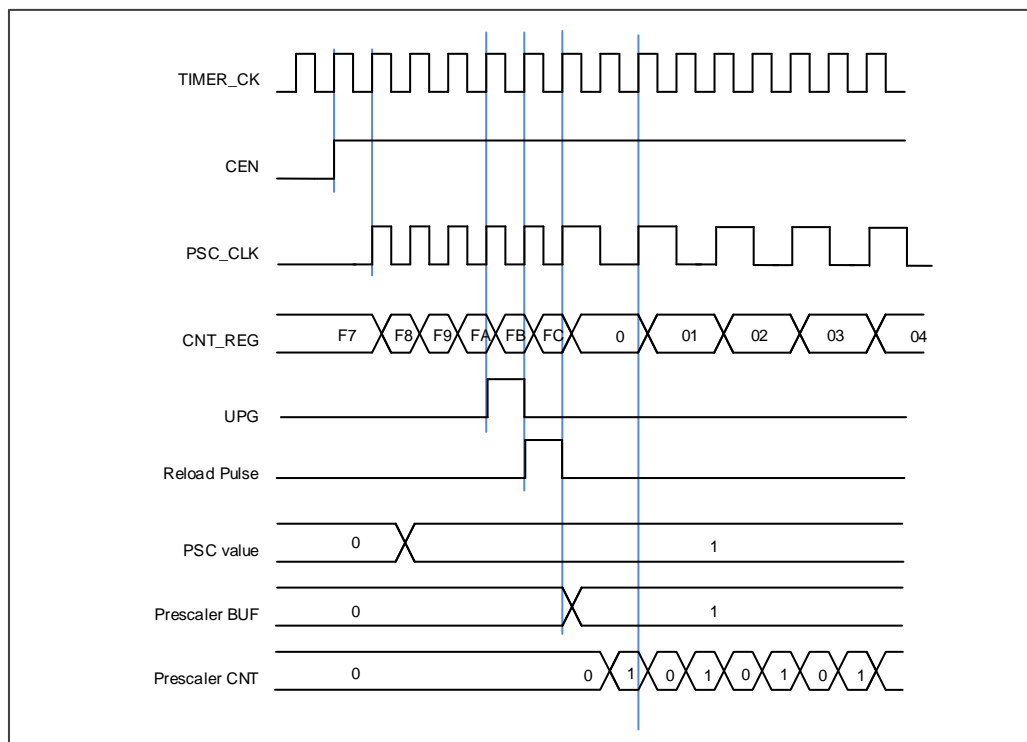 TIMER_CK
CEN
PSC_CLK
CNT_REG F7 F8 F9 FA FB FC 0 01 02 03 04
UPG
Reload Pulse
PSC value 0 1
Prescaler BUF 0 1
Prescaler CNT 0 0 1 0 1 0 1 0 1